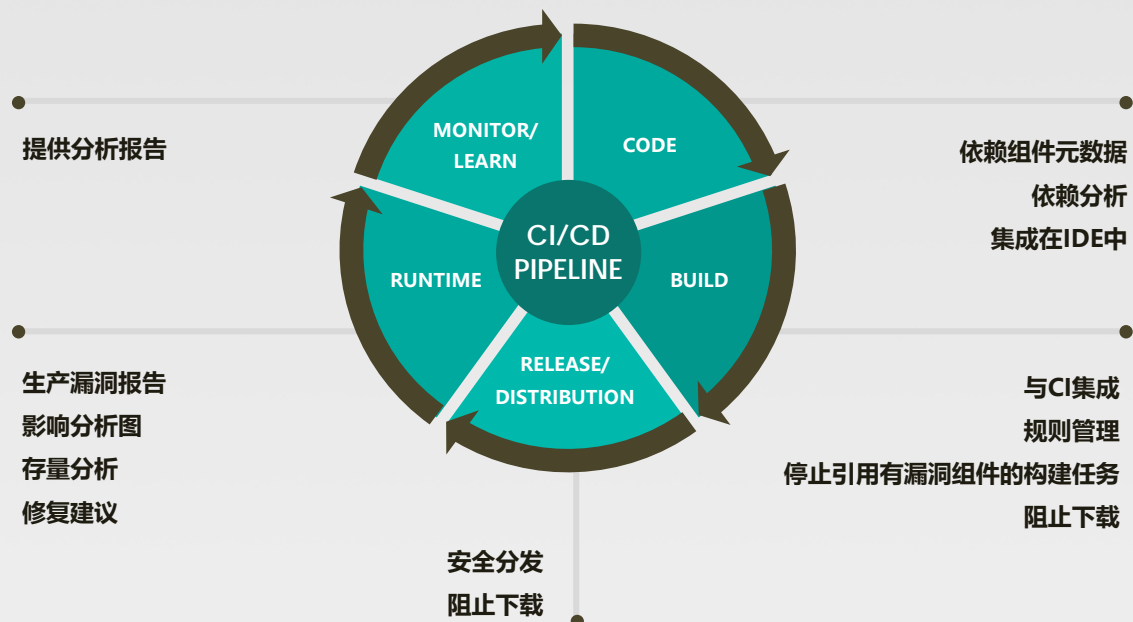 MONITOR/
LEARN
CODE
CI/CD
PIPELINE
RUNTIME
BUILD
RELEASE/
DISTRIBUTION
提供分析报告
依赖组件元数据
依赖分析
集成在IDE中
生产漏洞报告
影响分析图
存量分析
修复建议
与CI集成
规则管理
停止引用有漏洞组件的构建任务
阻止下载
安全分发
阻止下载